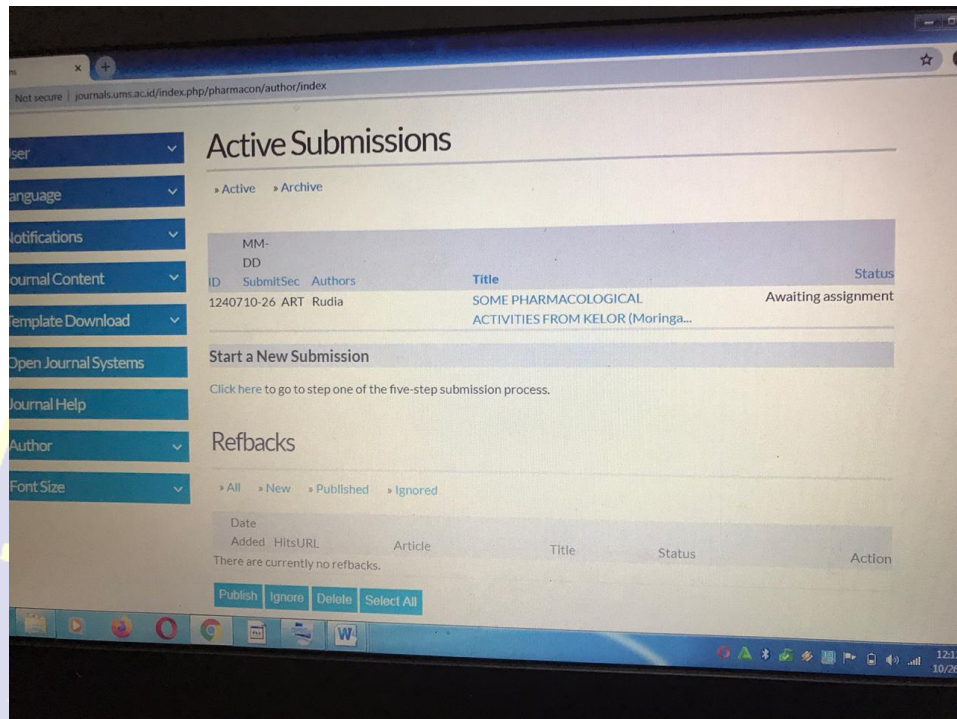 Not secure | journals.ums.ac.id/index.php/pharmacon/author/index
Active Submissions
» Active » Archive
MM-
DD
ID SubmitSec Authors Title Status
1240710-26 ART Rudia SOME PHARMACOLOGICAL Awaiting assignment
ACTIVITIES FROM KELOR (Moringa...
Start a New Submission
Click here to go to step one of the five-step submission process.
Refbacks
» All » New » Published » Ignored
Date
Added HitsURL Article Title Status Action
There are currently no refbacks.
Publish Ignore Delete Select All
ser
anguage
otifications
ournal Content
Template Download
Open Journal Systems
Journal Help
Author
Font Size
W